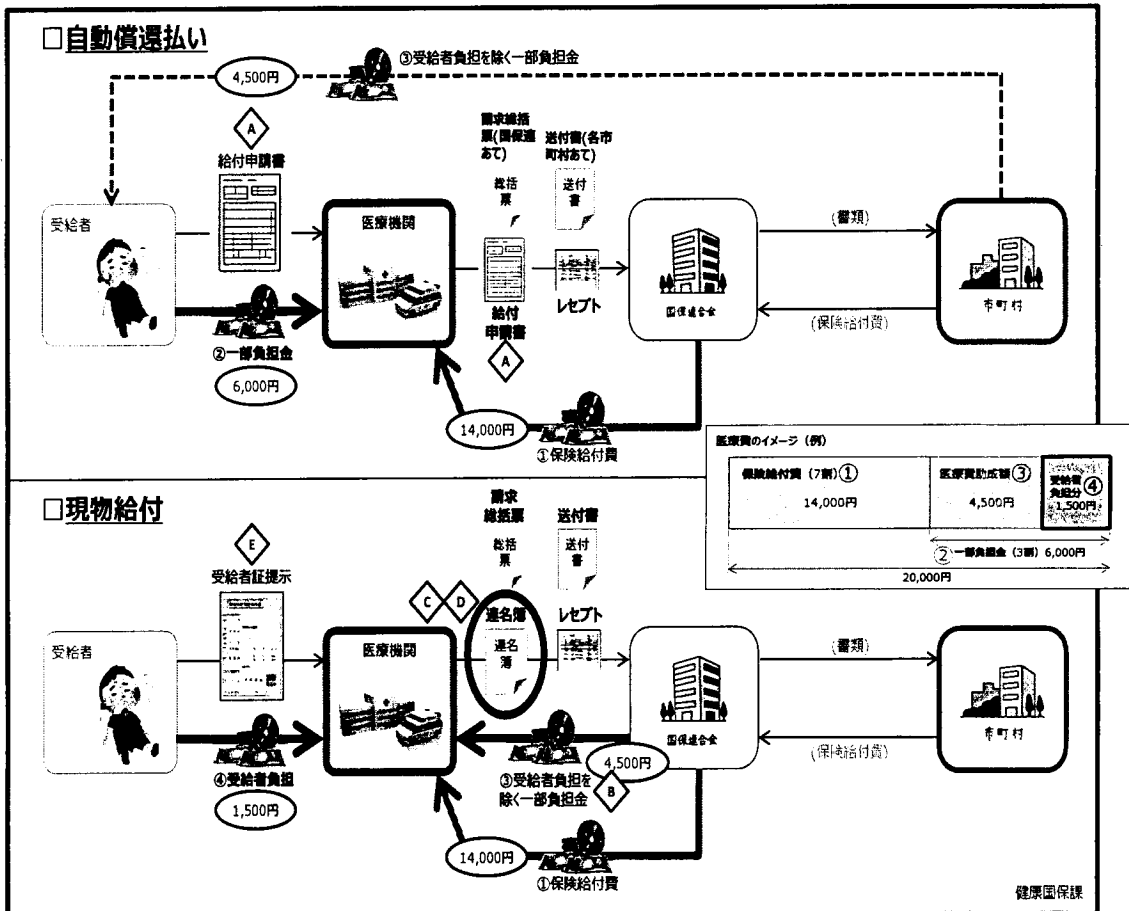 □自動償還払い
4,500円
③受給者負担を除く一部負担金
A
給付申請書
請求総括
票(国保連
あて)
送付書(各市
町村あて)
総括
票
送付
書
受給者
医療機関
給付
申請書
A
レセプト
国保連合会
(書類)
(保険給付費)
市町村
②一部負担金
6,000円
14,000円
①保険給付費
医療費のイメージ（例）
保険給付費（7割）①
14,000円
医療費助成額③
4,500円
受給者
負担分④
1,500円
②一部負担金（3割）6,000円
20,000円
□現物給付
E
受給者証提示
C
D
請求
総括票
送付書
総括
票
送付
書
連名簿
連名
簿
レセプト
受給者
医療機関
国保連合会
(書類)
(保険給付費)
市町村
④受給者負担
1,500円
③受給者負担を
除く一部負担金
4,500円
B
14,000円
①保険給付費
健康国保課